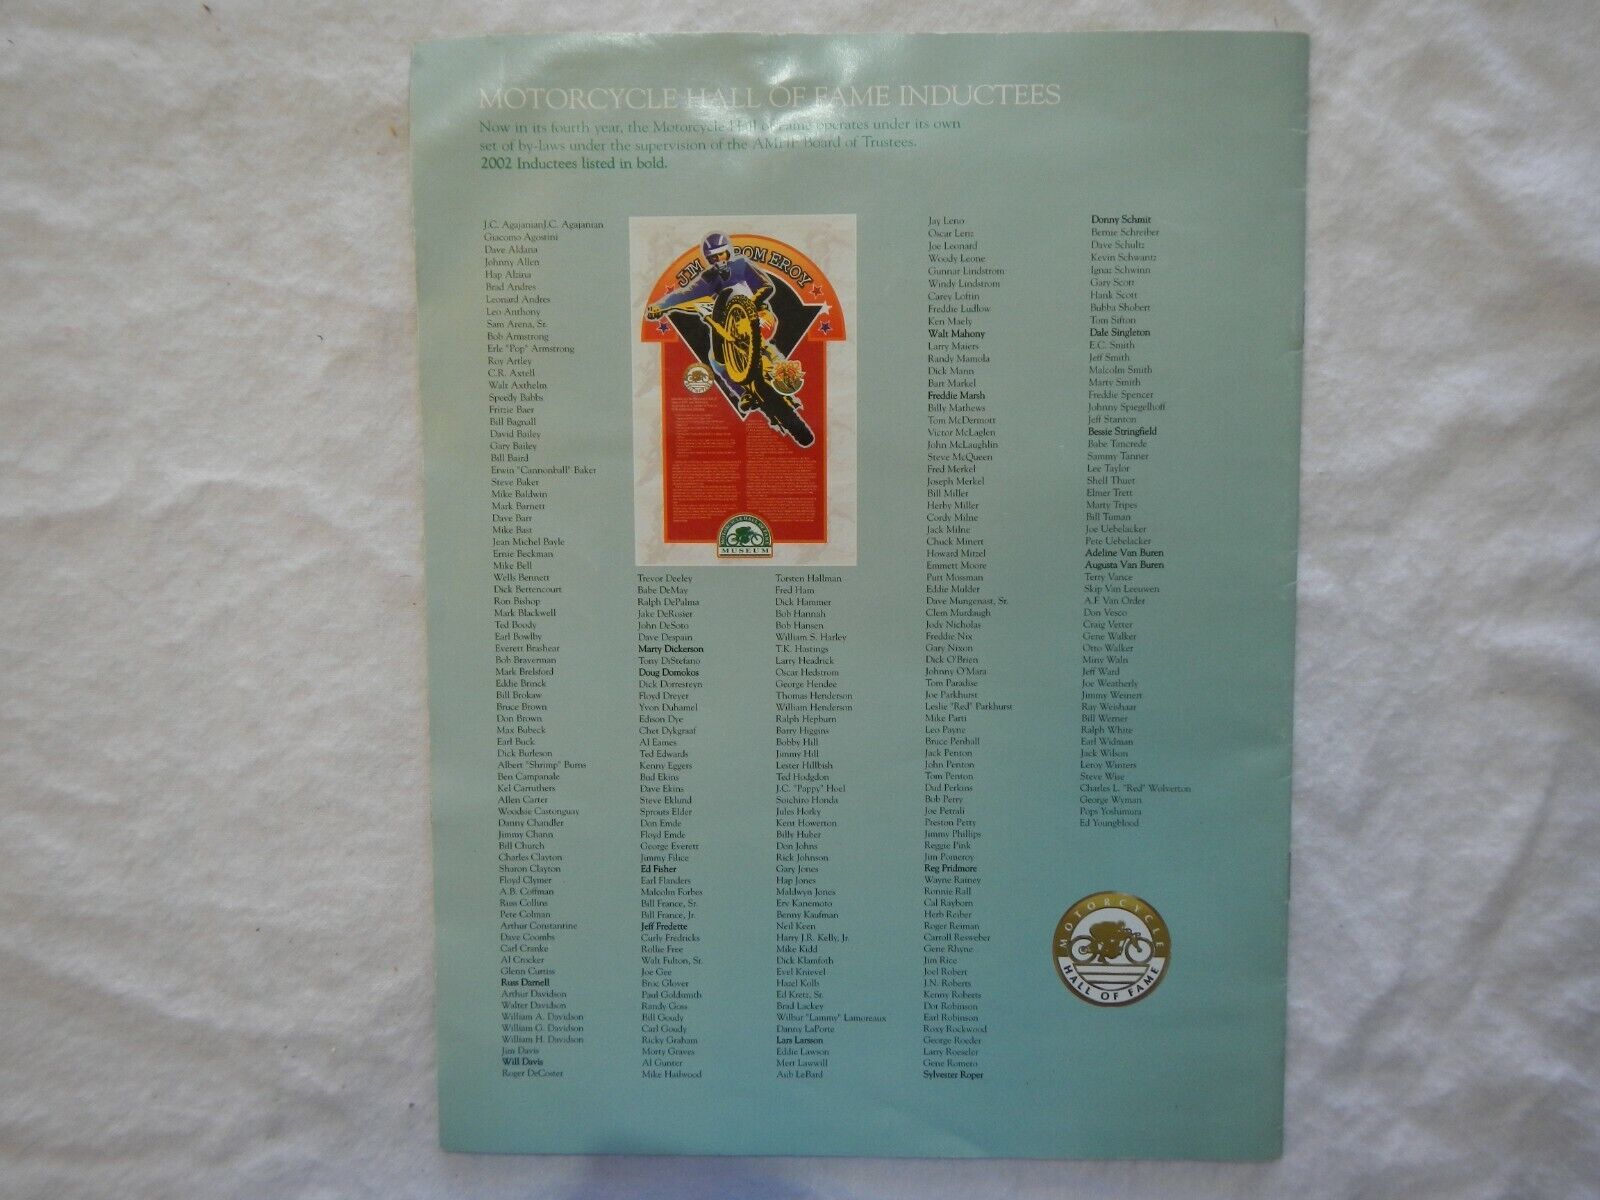 MOTORCYCLE HALL OF FAME INDUCTEES
Now in its fourth year, the Motorcycle Hall of Fame operates under its own
set of by-laws under the supervision of the AMHF Board of Trustees.
2002 Inductees listed in bold.
J.C. AgajanianJ.C. Agajanian
Giacomo Agostini
Dave Aldana
Johnny Allen
Hap Alzina
Brad Andres
Leonard Andres
Leo Anthony
Sam Arena, Sr.
Bob Armstrong
Erle "Pop" Armstrong
Roy Artley
C.R. Axtell
Walt Axthelm
Speedy Babbs
Fritzie Baer
Bill Bagnall
David Bailey
Gary Bailey
Bill Baird
Erwin "Cannonball" Baker
Steve Baker
Mike Baldwin
Mark Barnett
Dave Barr
Mike Bast
Jean Michel Bayle
Ernie Beckman
Mike Bell
Wells Bennett
Dick Bettencourt
Ron Bishop
Mark Blackwell
Ted Boody
Earl Bowlby
Everett Brashear
Bob Braverman
Mark Brelsford
Eddie Brinck
Bill Brokaw
Bruce Brown
Don Brown
Max Bubeck
Earl Buck
Dick Burleson
Albert "Shrimp" Burns
Ben Campanale
Kel Carruthers
Allen Carter
Woodsie Castonguay
Danny Chandler
Jimmy Chann
Bill Church
Charles Clayton
Sharon Clayton
Floyd Clymer
A.B. Coffman
Russ Collins
Pete Colman
Arthur Constantine
Dave Coombs
Carl Cranke
Al Crocker
Glenn Curtiss
Russ Darnell
Arthur Davidson
Walter Davidson
William A. Davidson
William G. Davidson
William H. Davidson
Jim Davis
Will Davis
Roger DeCoster
JIM POMEROY
MOTORCYCLE HALL OF FAME
MUSEUM
Trevor Deeley
Babe DeMay
Ralph DePalma
Jake DeRosier
John DeSoto
Dave Despain
Marty Dickerson
Tony DiStefano
Doug Domokos
Dick Dorresteyn
Floyd Dreyer
Yvon Duhamel
Edison Dye
Chet Dykgraaf
Al Eames
Ted Edwards
Kenny Eggers
Bud Ekins
Dave Ekins
Steve Eklund
Sprouts Elder
Don Emde
Floyd Emde
George Everett
Jimmy Filice
Ed Fisher
Earl Flanders
Malcolm Forbes
Bill France, Sr.
Bill France, Jr.
Jeff Fredette
Curly Fredricks
Rollie Free
Walt Fulton, Sr.
Joe Gee
Broc Glover
Paul Goldsmith
Randy Goss
Bill Goudy
Carl Goudy
Ricky Graham
Morty Graves
Al Gunter
Mike Hailwood
Torsten Hallman
Fred Ham
Dick Hammer
Bob Hannah
Bob Hansen
William S. Harley
T.K. Hastings
Larry Headrick
Oscar Hedstrom
George Hendee
Thomas Henderson
William Henderson
Ralph Hepburn
Barry Higgins
Bobby Hill
Jimmy Hill
Lester Hillbish
Ted Hodgdon
J.C. "Pappy" Hoel
Soichiro Honda
Jules Horky
Kent Howerton
Billy Huber
Don Johns
Rick Johnson
Gary Jones
Hap Jones
Maldwyn Jones
Erv Kanemoto
Benny Kaufman
Neil Keen
Harry J.R. Kelly, Jr.
Mike Kidd
Dick Klamfoth
Evel Knievel
Hazel Kolb
Ed Kretz, Sr.
Brad Lackey
Wilbur "Lammy" Lamoreaux
Danny LaPorte
Lars Larsson
Eddie Lawson
Mert Lawwill
Aub LeBard
Jay Leno
Oscar Lenz
Joe Leonard
Woody Leone
Gunnar Lindstrom
Windy Lindstrom
Carey Loftin
Freddie Ludlow
Ken Maely
Walt Mahony
Larry Maiers
Randy Mamola
Dick Mann
Bart Markel
Freddie Marsh
Billy Mathews
Tom McDermott
Victor McLaglen
John McLaughlin
Steve McQueen
Fred Merkel
Joseph Merkel
Bill Miller
Herby Miller
Cordy Milne
Jack Milne
Chuck Minert
Howard Mitzel
Emmett Moore
Putt Mossman
Eddie Mulder
Dave Mungenast, Sr.
Clem Murdaugh
Jody Nicholas
Freddie Nix
Gary Nixon
Dick O'Brien
Johnny O'Mara
Tom Paradise
Joe Parkhurst
Leslie "Red" Parkhurst
Mike Parti
Leo Payne
Bruce Penhall
Jack Penton
John Penton
Tom Penton
Dud Perkins
Bob Perry
Joe Petrali
Preston Petty
Jimmy Phillips
Reggie Pink
Jim Pomeroy
Reg Pridmore
Wayne Rainey
Ronnie Rall
Cal Rayborn
Herb Reiber
Roger Reiman
Carroll Resweber
Gene Rhyne
Jim Rice
Joel Robert
J.N. Roberts
Kenny Roberts
Dot Robinson
Earl Robinson
Roxy Rockwood
George Roeder
Larry Roeseler
Gene Romero
Sylvester Roper
Donny Schmit
Bernie Schreiber
Dave Schultz
Kevin Schwantz
Ignaz Schwinn
Gary Scott
Hank Scott
Bubba Shobert
Tom Sifton
Dale Singleton
E.C. Smith
Jeff Smith
Malcolm Smith
Marty Smith
Freddie Spencer
Johnny Spiegelhoff
Jeff Stanton
Bessie Stringfield
Babe Tancrede
Sammy Tanner
Lee Taylor
Shell Thuet
Elmer Trett
Marty Tripes
Bill Tuman
Joe Uebelacker
Pete Uebelacker
Adeline Van Buren
Augusta Van Buren
Terry Vance
Skip Van Leeuwen
A.F. Van Order
Don Vesco
Craig Vetter
Gene Walker
Otto Walker
Miny Waln
Jeff Ward
Joe Weatherly
Jimmy Weinert
Ray Weishaar
Bill Werner
Ralph White
Earl Widman
Jack Wilson
Leroy Winters
Steve Wise
Charles L. "Red" Wolverton
George Wyman
Pops Yoshimura
Ed Youngblood
MOTORCYCLE
HALL OF FAME